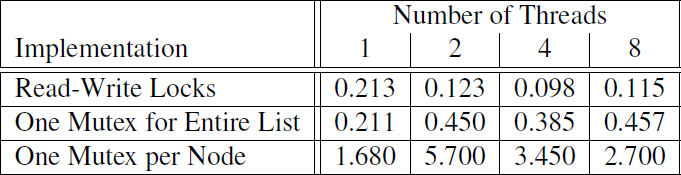 Number of Threads
Implementation 1 2 4 8
Read-Write Locks 0.213 0.123 0.098 0.115
One Mutex for Entire List 0.211 0.450 0.385 0.457
One Mutex per Node 1.680 5.700 3.450 2.700